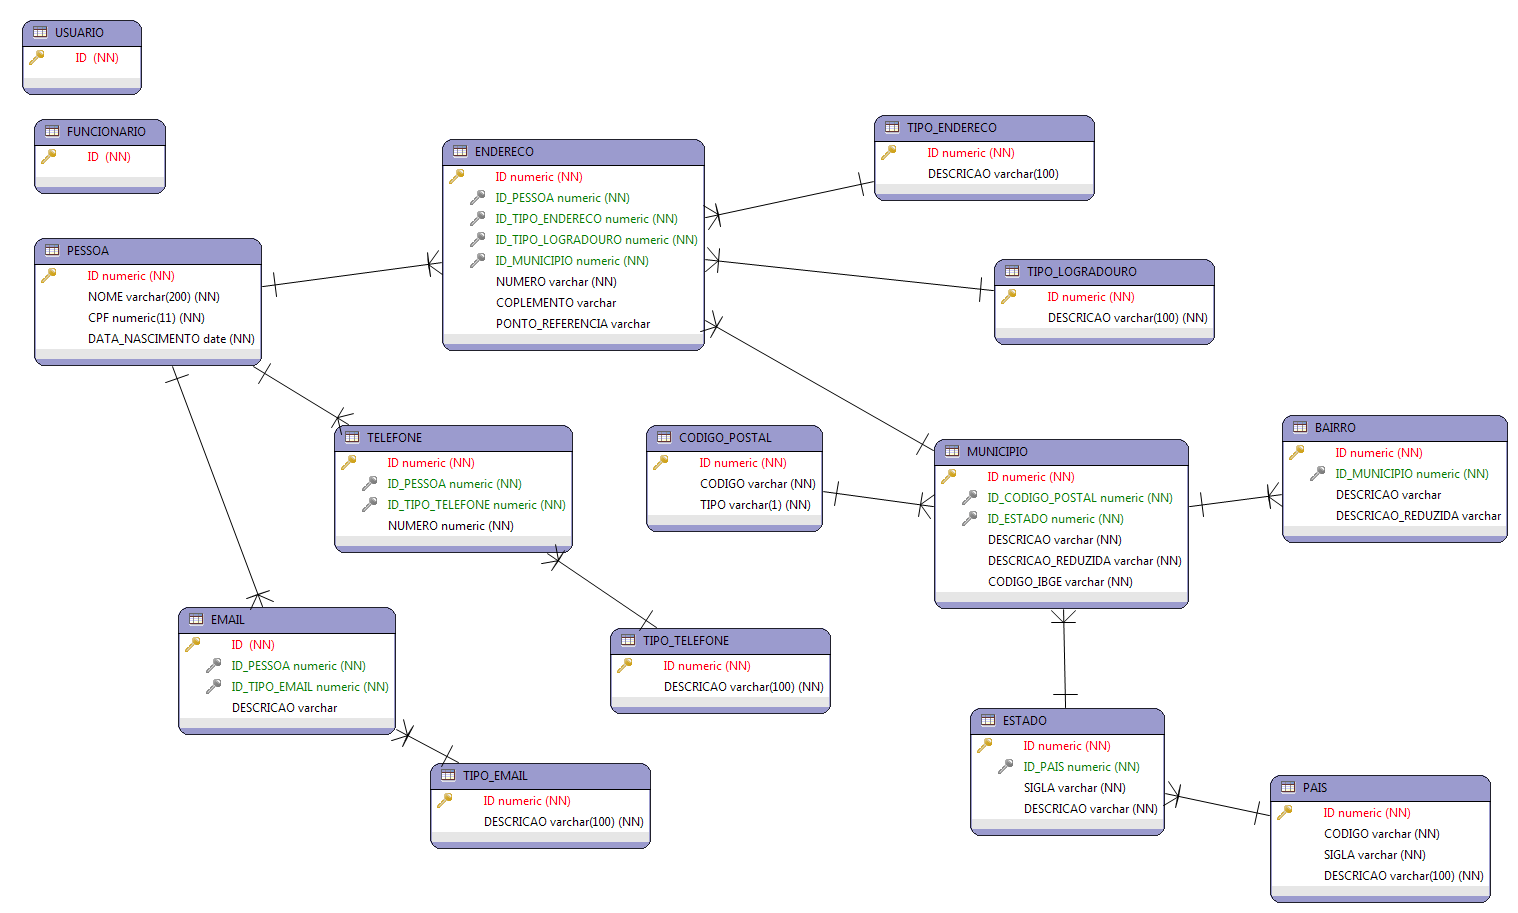 USUARIO
ID (NN)
FUNCIONARIO
ID (NN)
PESSOA
ID numeric (NN)
NOME varchar(200) (NN)
CPF numeric(11) (NN)
DATA_NASCIMENTO date (NN)
ENDERECO
ID numeric (NN)
ID_PESSOA numeric (NN)
ID_TIPO_ENDERECO numeric (NN)
ID_TIPO_LOGRADOURO numeric (NN)
ID_MUNICIPIO numeric (NN)
NUMERO varchar (NN)
COPLEMENTO varchar
PONTO_REFERENCIA varchar
TIPO_ENDERECO
ID numeric (NN)
DESCRICAO varchar(100)
TIPO_LOGRADOURO
ID numeric (NN)
DESCRICAO varchar(100) (NN)
TELEFONE
ID numeric (NN)
ID_PESSOA numeric (NN)
ID_TIPO_TELEFONE numeric (NN)
NUMERO numeric (NN)
CODIGO_POSTAL
ID numeric (NN)
CODIGO varchar (NN)
TIPO varchar(1) (NN)
MUNICIPIO
ID numeric (NN)
ID_CODIGO_POSTAL numeric (NN)
ID_ESTADO numeric (NN)
DESCRICAO varchar (NN)
DESCRICAO_REDUZIDA varchar (NN)
CODIGO_IBGE varchar (NN)
BAIRRO
ID numeric (NN)
ID_MUNICIPIO numeric (NN)
DESCRICAO varchar
DESCRICAO_REDUZIDA varchar
EMAIL
ID (NN)
ID_PESSOA numeric (NN)
ID_TIPO_EMAIL numeric (NN)
DESCRICAO varchar
TIPO_TELEFONE
ID numeric (NN)
DESCRICAO varchar(100) (NN)
TIPO_EMAIL
ID numeric (NN)
DESCRICAO varchar(100) (NN)
ESTADO
ID numeric (NN)
ID_PAIS numeric (NN)
SIGLA varchar (NN)
DESCRICAO varchar (NN)
PAIS
ID numeric (NN)
CODIGO varchar (NN)
SIGLA varchar (NN)
DESCRICAO varchar(100) (NN)